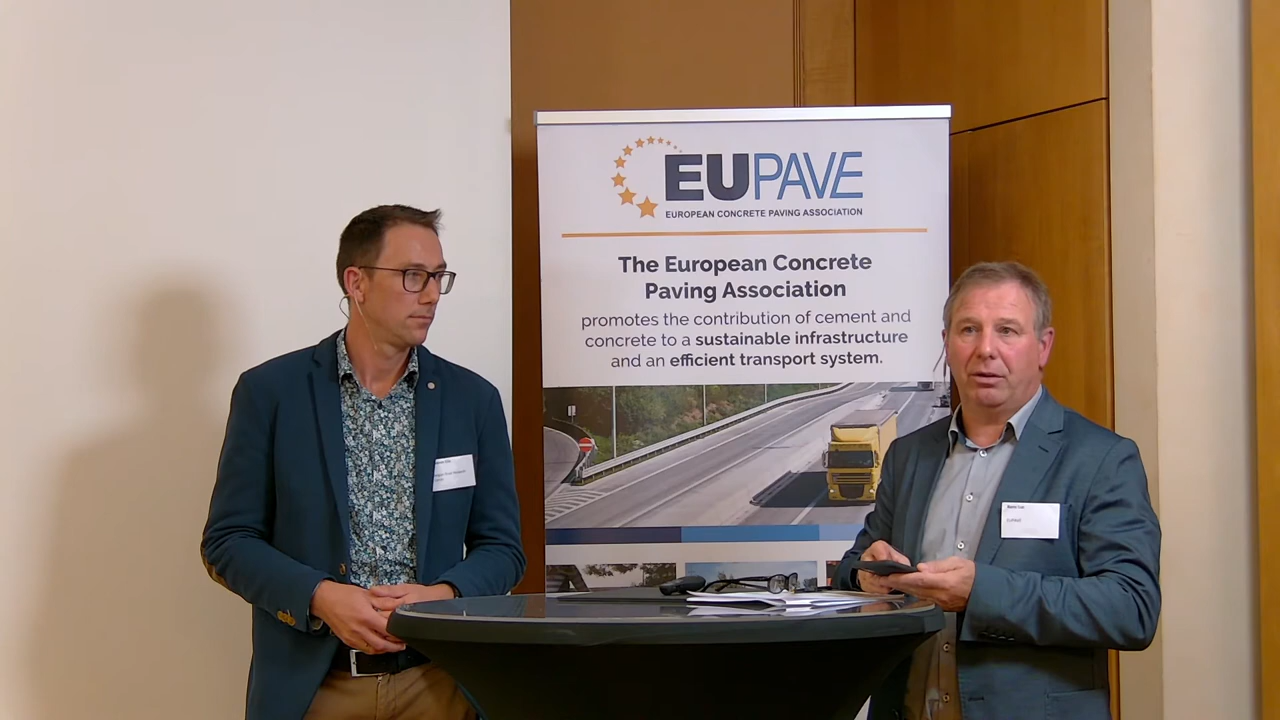 EUPAVE
EUROPEAN CONCRETE PAVING ASSOCIATION
The European Concrete
Paving Association
promotes the contribution of cement and
concrete to a sustainable infrastructure
and an efficient transport system.